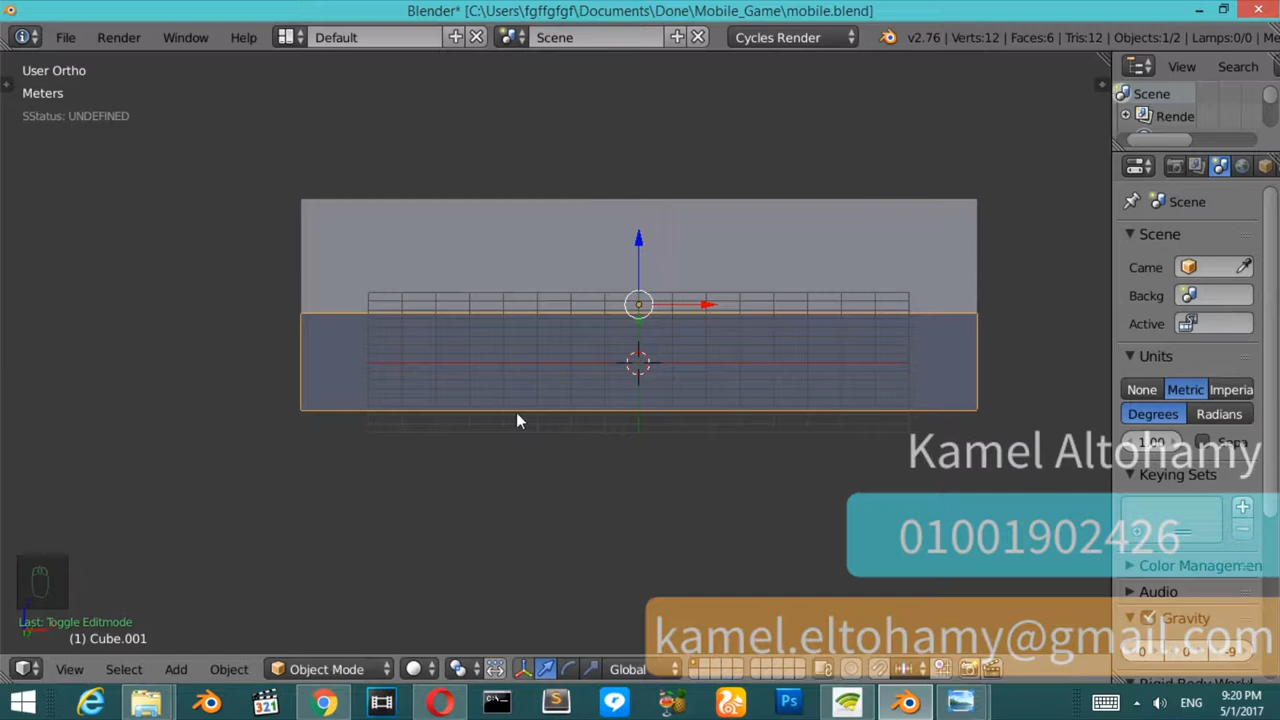 Blender* [C:\Users\fgffgfgf\Documents\Done\Mobile_Game\mobile.blend]
File Render Window Help Default Scene Cycles Render v2.76 | Verts:12 | Faces:6 | Tris:12 | Objects:1/2 | Lamps:0/0 | Me
User Ortho
Meters
SStatus: UNDEFINED
View Search
Scene
Rende
Scene
Scene
Came
Backg
Active
Units
None Metric Imperia
Degrees Radians
1.00
Keying Sets
Kamel Altohamy
01001902426
Color Managemen
Audio
Gravity
kamel.eltohamy@gmail.com
Last: Toggle Editmode
(1) Cube.001
View Select Add Object Object Mode Global
ENG
9:20 PM
5/1/2017